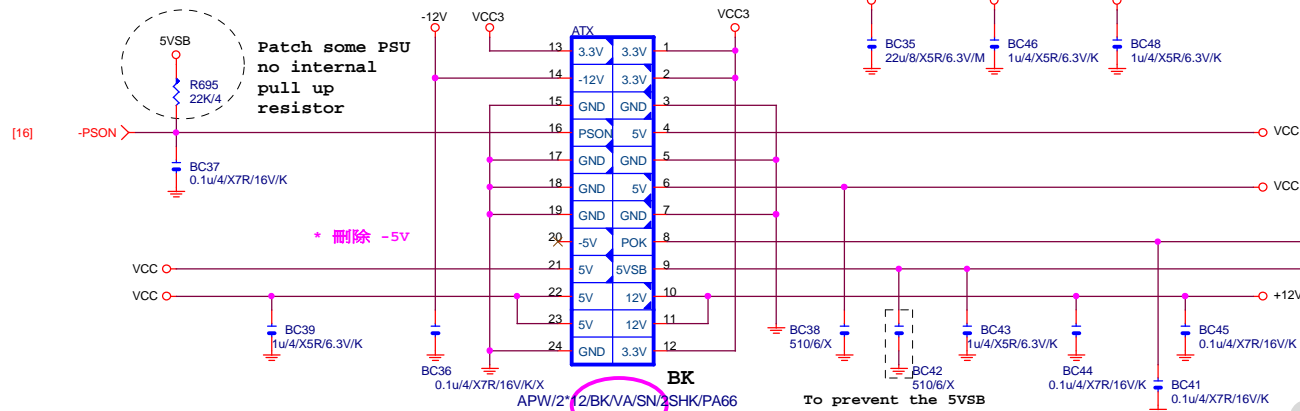 5VSB
R695
22K/4
Patch some PSU
no internal
pull up
resistor
[16]
-PSON
BC37
0.1u/4/X7R/16V/K
* 刪除 -5V
VCC
VCC
BC39
1u/4/X5R/6.3V/K
-12V
VCC3
BC36
0.1u/4/X7R/16V/K/X
ATX
VCC3
13 3.3V 3.3V 1
14 -12V 3.3V 2
15 GND GND 3
16 PSON 5V 4
17 GND GND 5
18 GND 5V 6
19 GND GND 7
20 -5V POK 8
21 5V 5VSB 9
22 5V 12V 10
23 5V 12V 11
24 GND 3.3V 12
BK
APW/2*12/BK/VA/SN/2SHK/PA66
BC35
22u/8/X5R/6.3V/M
BC46
1u/4/X5R/6.3V/K
BC48
1u/4/X5R/6.3V/K
VCC
VCC
+12V
BC38
510/6/X
BC42
510/6/X
BC43
1u/4/X5R/6.3V/K
BC44
0.1u/4/X7R/16V/K
BC45
0.1u/4/X7R/16V/K
BC41
0.1u/4/X7R/16V/K
To prevent the 5VSB